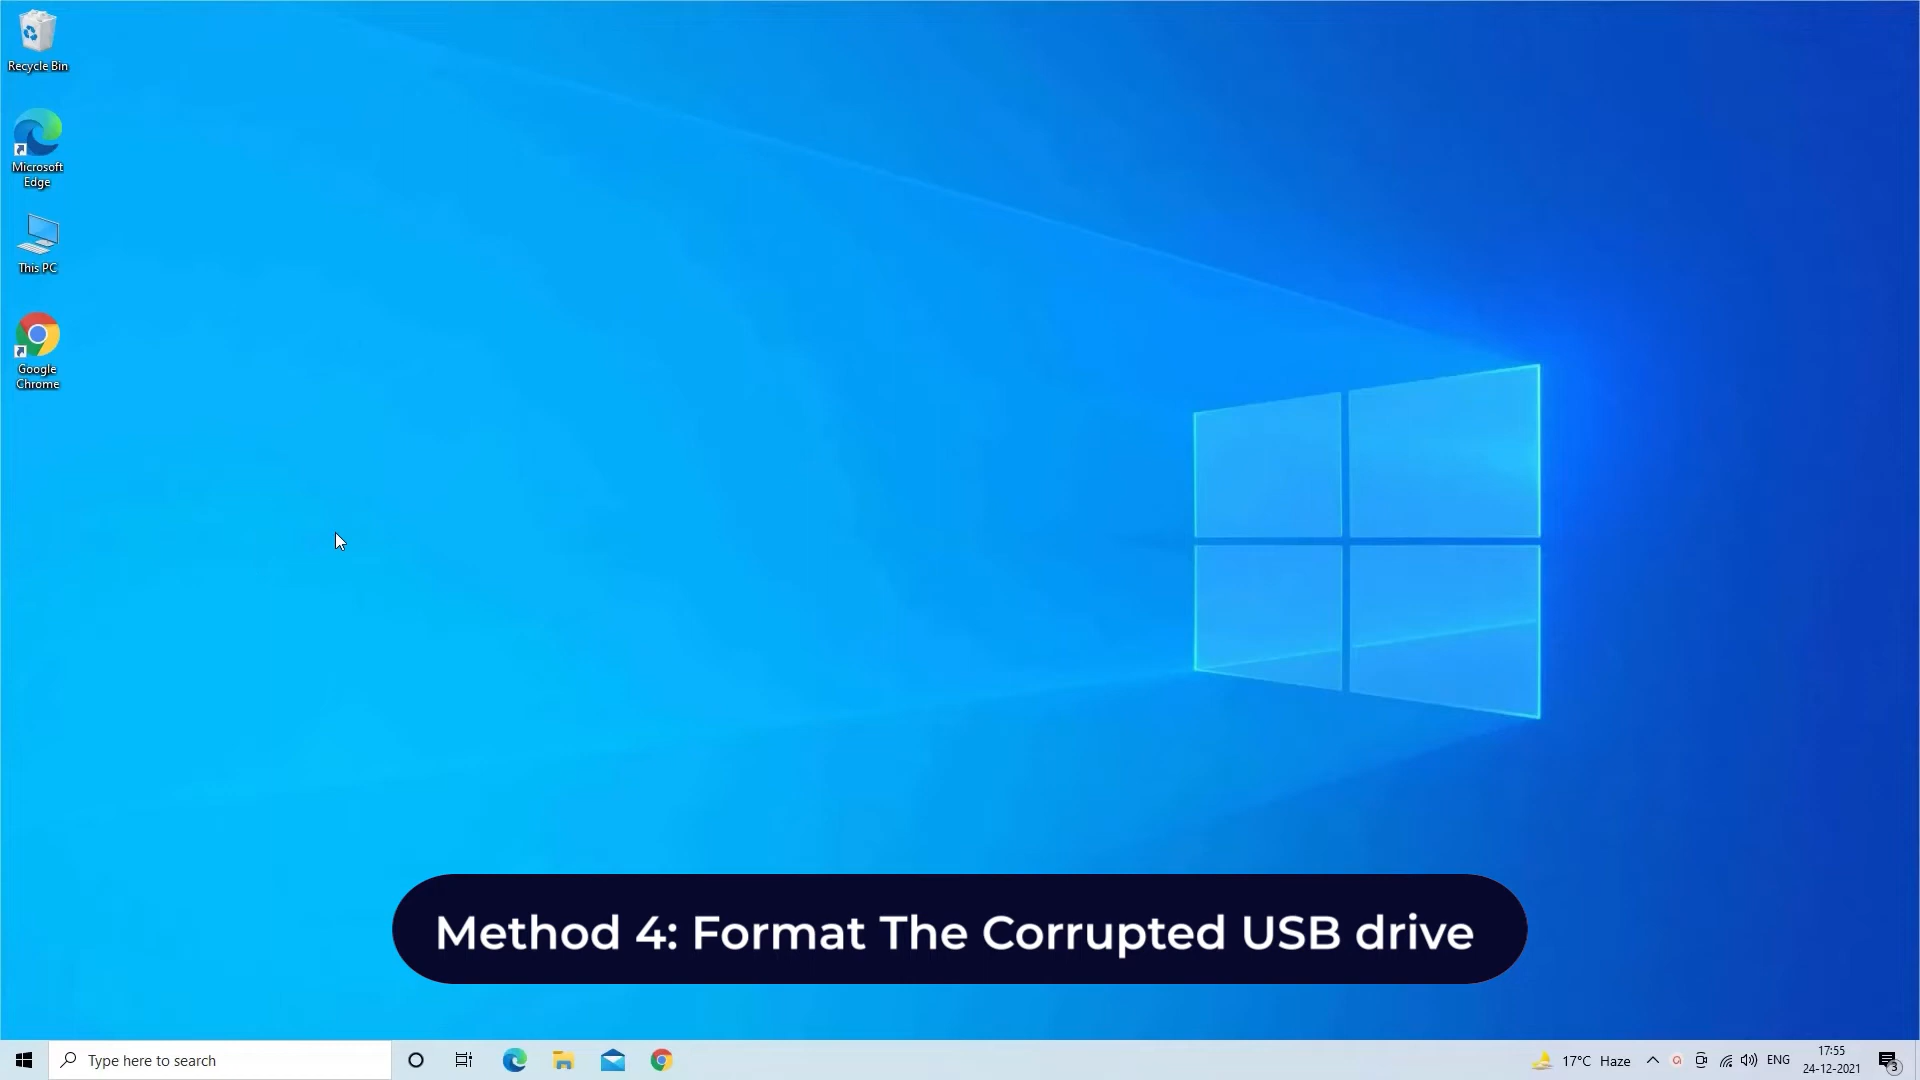 Recycle Bin
Microsoft
Edge
This PC
Google
Chrome
Method 4: Format The Corrupted USB drive
Type here to search
17°C Haze
ENG
17:55
24-12-2021
3